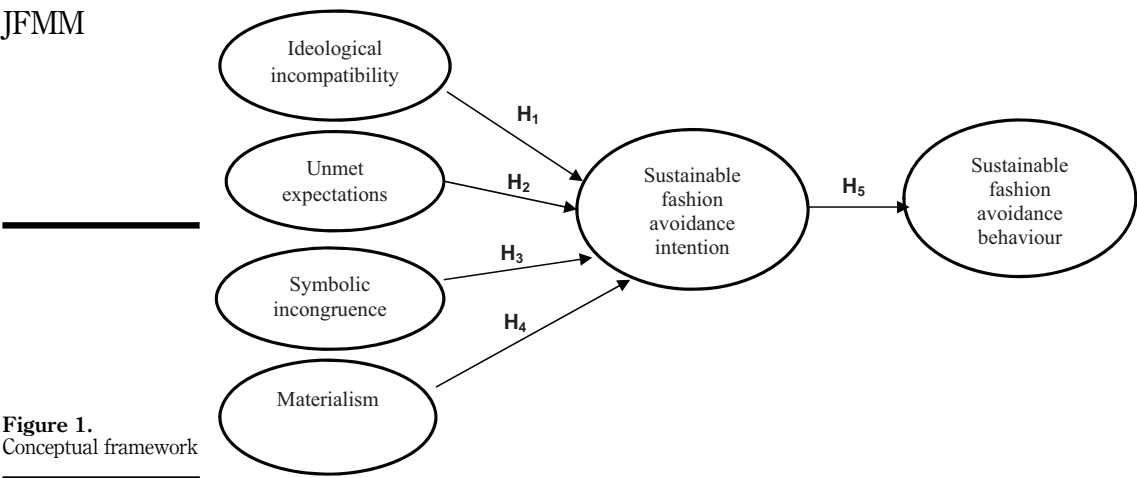 JFMM
Ideological
incompatibility
H₁
Unmet
expectations
H₂
Symbolic
incongruence
H₃
Materialism
H₄
Sustainable
fashion
avoidance
intention
H₅
Sustainable
fashion
avoidance
behaviour
Figure 1.
Conceptual framework